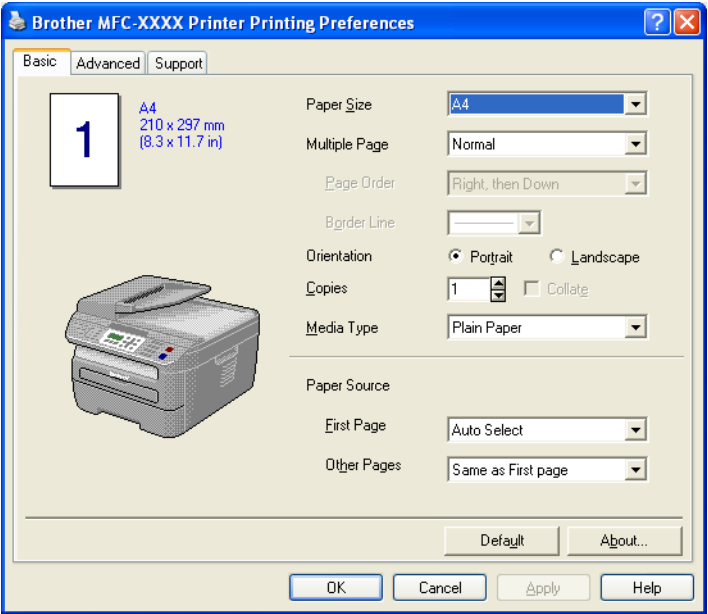 Brother MFC-XXXX Printer Printing Preferences
Basic Advanced Support
1
A4
210 x 297 mm
(8.3 x 11.7 in)
Paper Size A4
Multiple Page Normal
Page Order Right, then Down
Border Line
Orientation Portrait Landscape
Copies 1 Collate
Media Type Plain Paper
Paper Source
First Page Auto Select
Other Pages Same as First page
Default About...
OK Cancel Apply Help